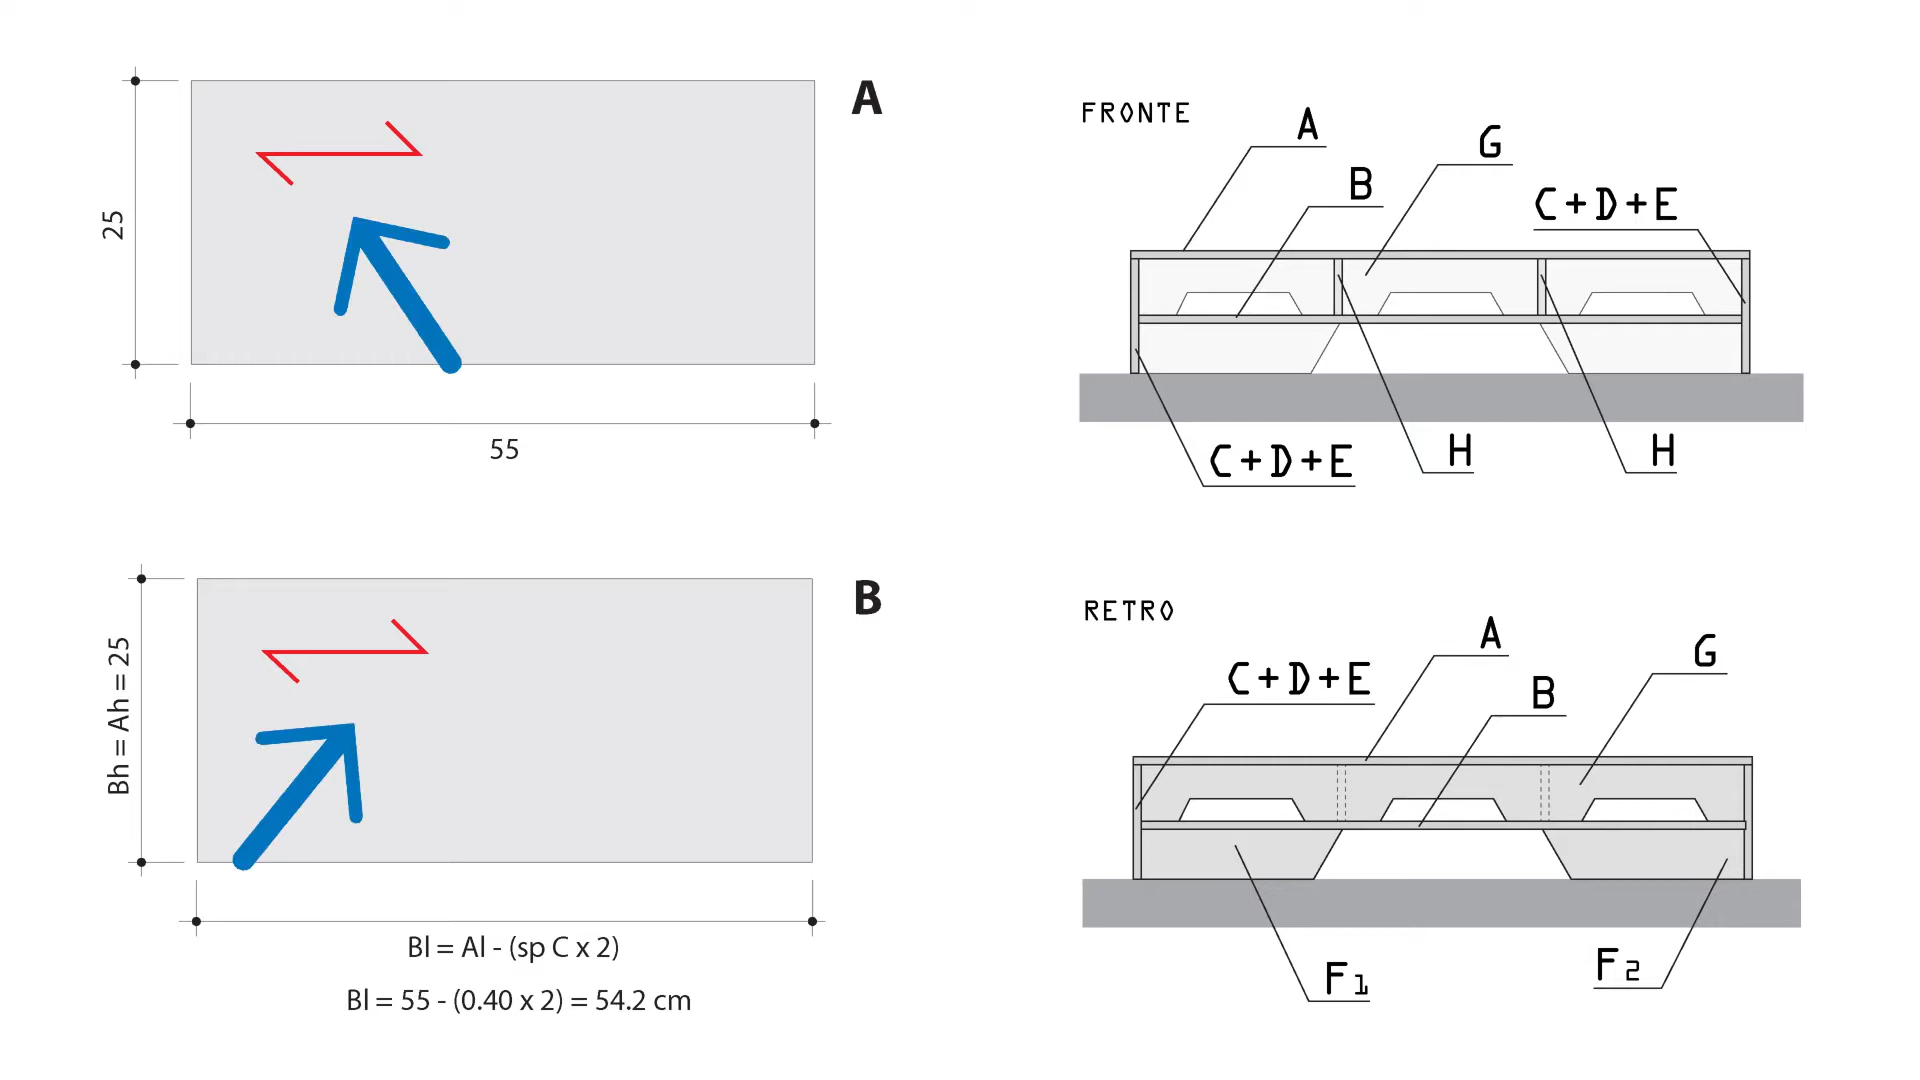 A
25
55
B
Bh = Ah = 25
Bl = Al - (sp C x 2)
Bl = 55 - (0.40 x 2) = 54.2 cm
FRONTE
A
G
B
C+D+E
C+D+E
H
H
RETRO
A
G
C+D+E
B
F1
F2